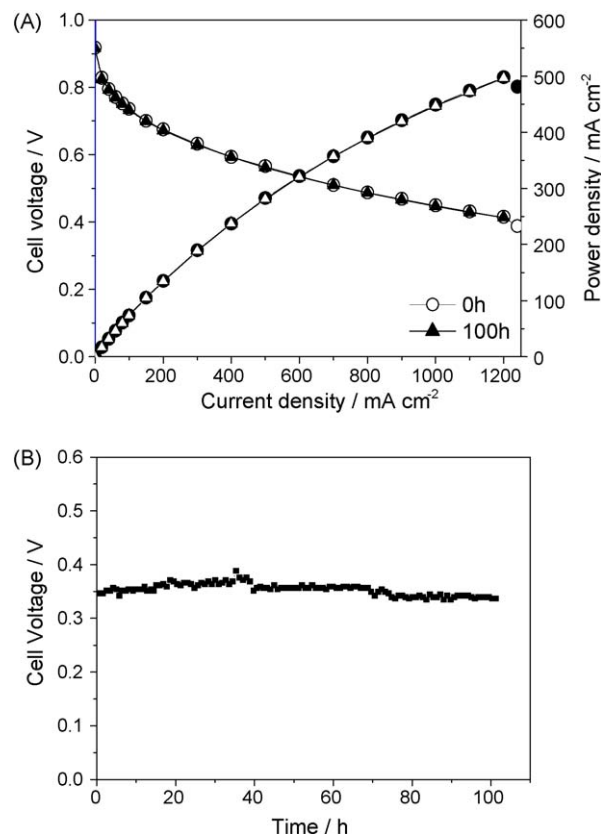 (A)
1.0
0.8
0.6
0.4
0.2
0.0
Cell voltage / V
600
500
400
300
200
100
0
Power density / mA cm-2
0h
100h
0 200 400 600 800 1000 1200
Current density / mA cm-2
(B)
0.6
0.5
0.4
0.3
0.2
0.1
0.0
Cell Voltage / V
0 20 40 60 80 100
Time / h